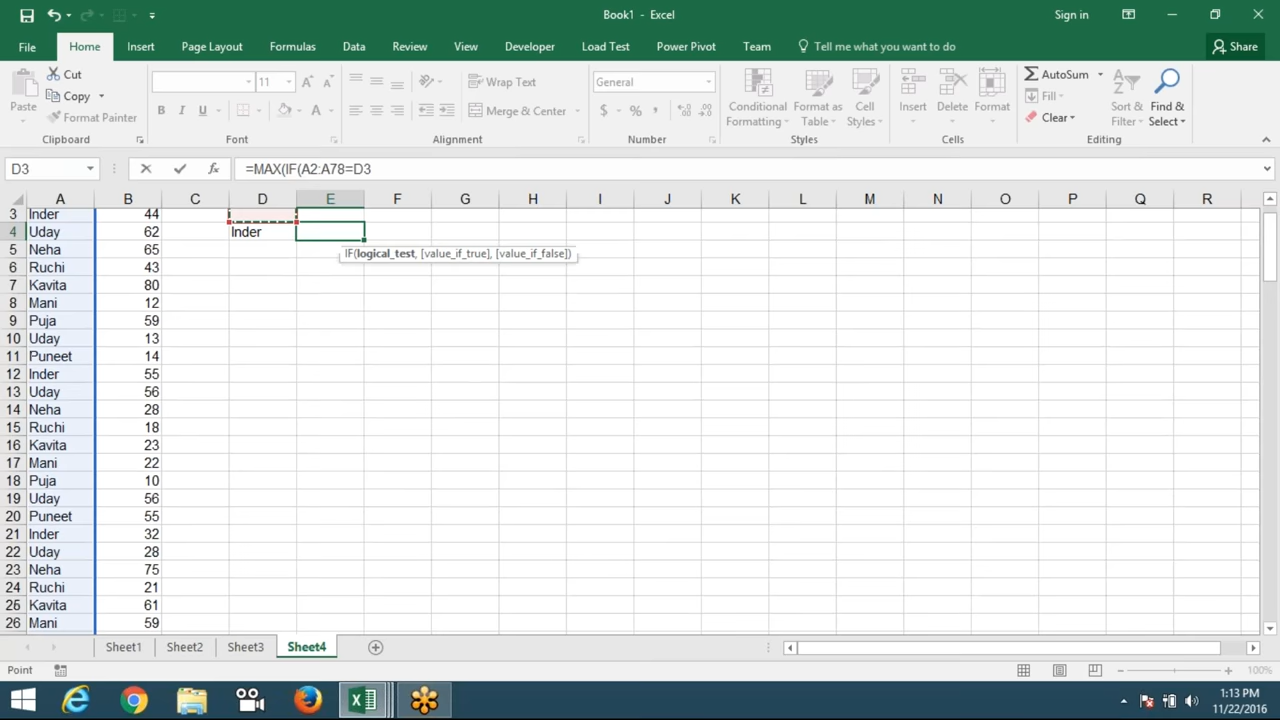 Book1 - Excel
Sign in
File Home Insert Page Layout Formulas Data Review View Developer Load Test Power Pivot Team Tell me what you want to do Share
Paste
Cut
Copy
Format Painter
Clipboard
11
Font
Wrap Text
Merge & Center
Alignment
General
Number
Conditional Formatting
Format as Table
Cell Styles
Styles
Insert
Delete
Format
Cells
AutoSum
Fill
Clear
Sort & Filter
Find & Select
Editing
D3 =MAX(IF(A2:A78=D3
A B C D E F G H I J K L M N O P Q R
3 Inder 44
4 Uday 62 Inder
IF(logical_test, [value_if_true], [value_if_false])
5 Neha 65
6 Ruchi 43
7 Kavita 80
8 Mani 12
9 Puja 59
10 Uday 13
11 Puneet 14
12 Inder 55
13 Uday 56
14 Neha 28
15 Ruchi 18
16 Kavita 23
17 Mani 22
18 Puja 10
19 Uday 56
20 Puneet 55
21 Inder 32
22 Uday 28
23 Neha 75
24 Ruchi 21
25 Kavita 61
26 Mani 59
Sheet1 Sheet2 Sheet3 Sheet4
Point 100%
1:13 PM
11/22/2016